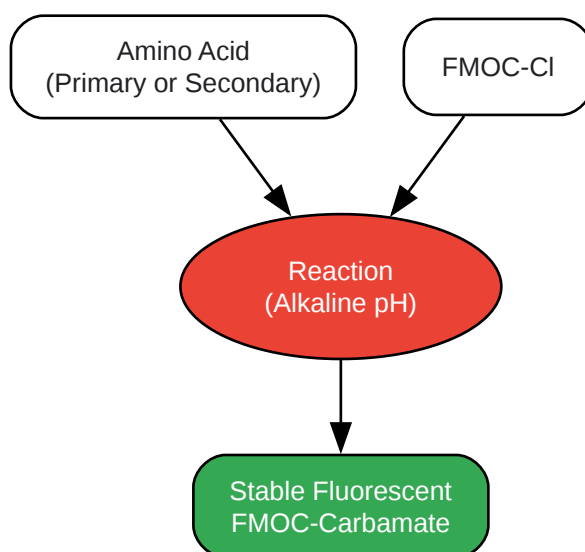 Amino Acid
(Primary or Secondary)
FMOC-Cl
Reaction
(Alkaline pH)
Stable Fluorescent
FMOC-Carbamate